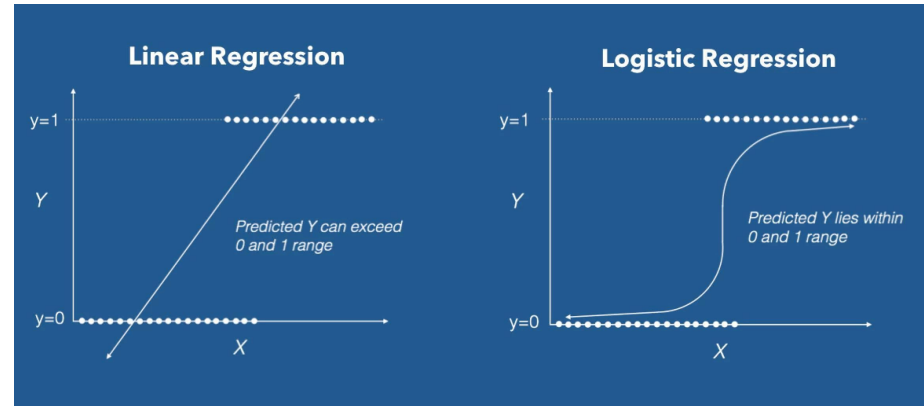 Linear Regression
y=1
Y
Predicted Y can exceed
0 and 1 range
y=0
X
Logistic Regression
y=1
Y
Predicted Y lies within
0 and 1 range
y=0
X